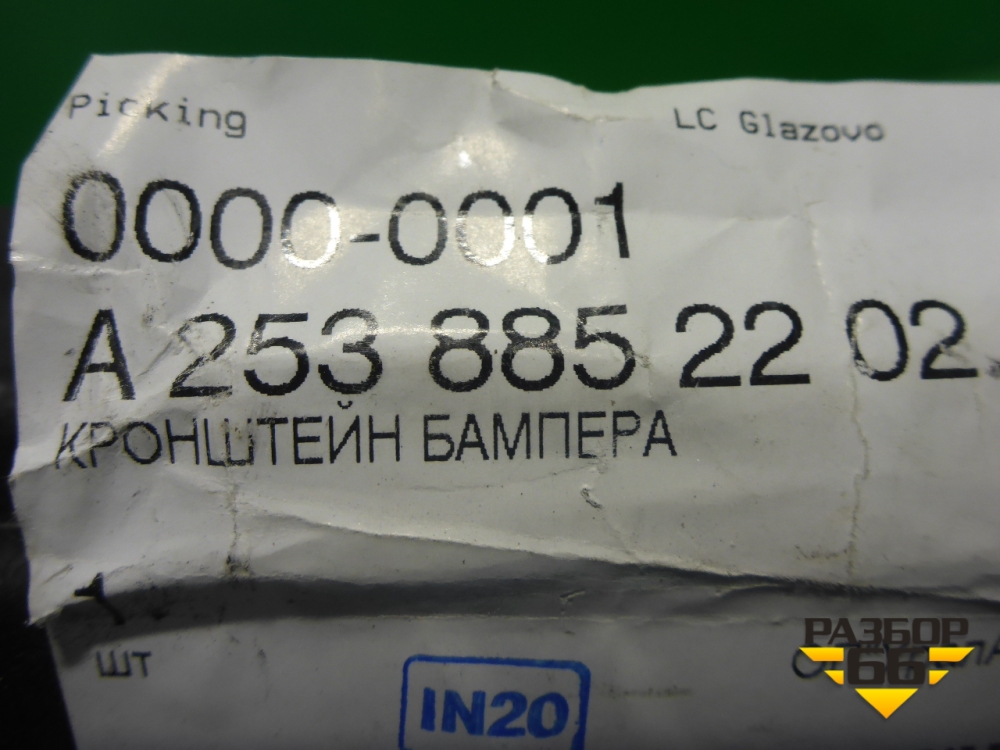 Picking LC Glazovo
0000-0001
A 253 885 22 02
КРОНШТЕЙН БАМПЕРА
1
шт
IN20
РАЗБОР
66